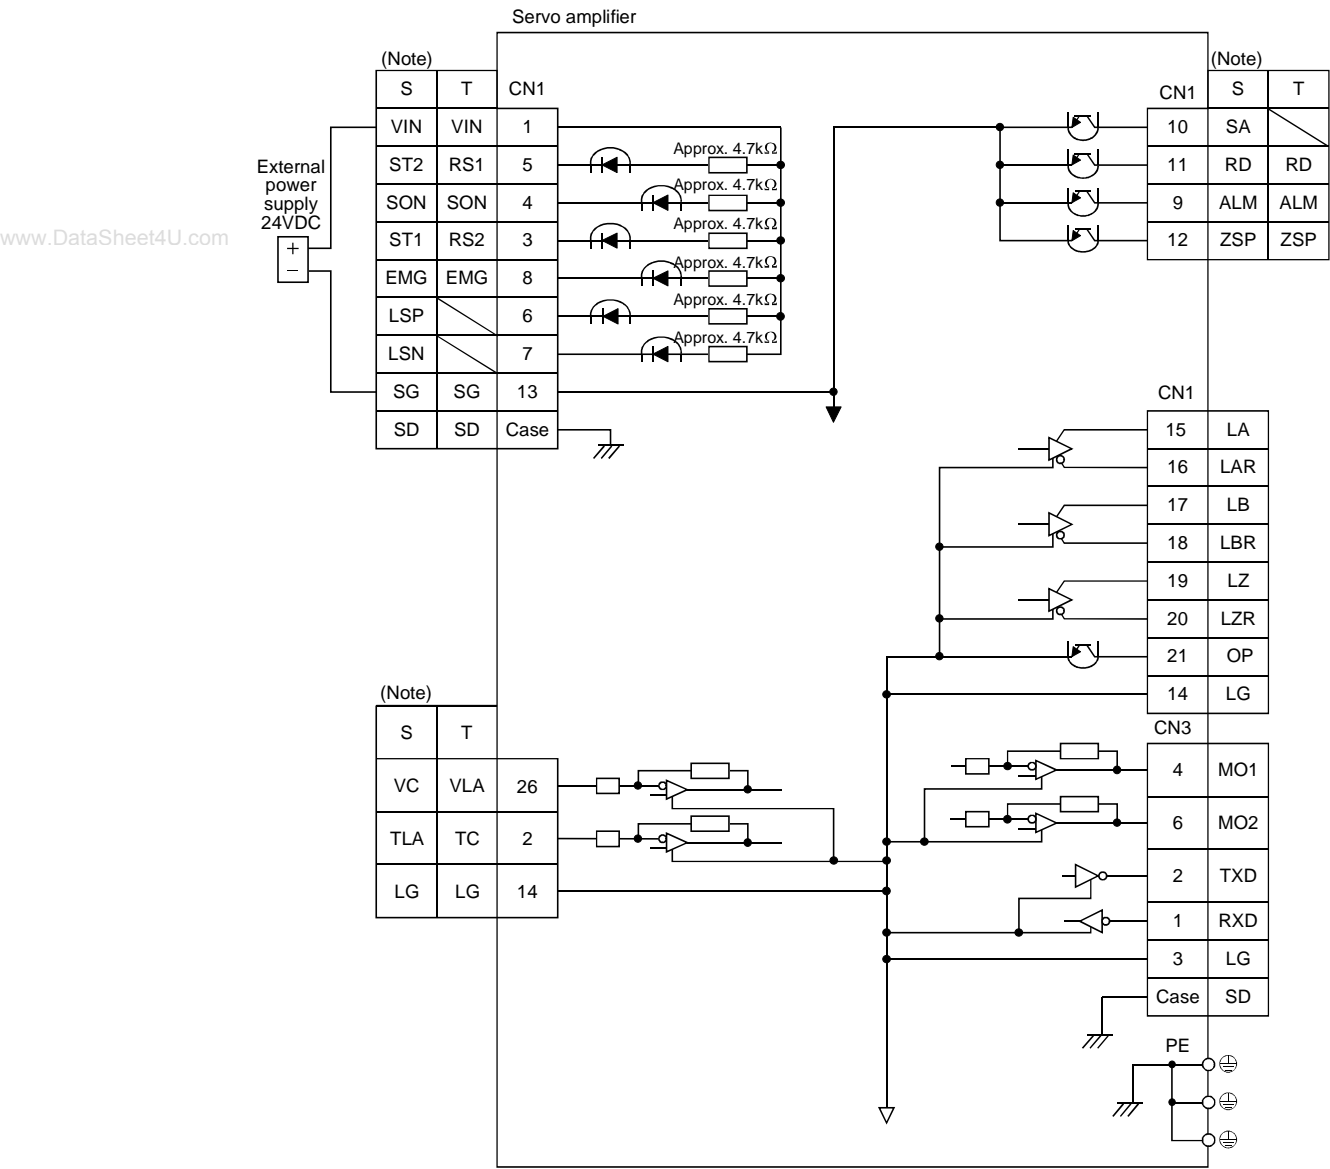 Servo amplifier
(Note)
S T CN1
VIN VIN 1
ST2 RS1 5 Approx. 4.7kΩ
SON SON 4 Approx. 4.7kΩ
ST1 RS2 3 Approx. 4.7kΩ
EMG EMG 8 Approx. 4.7kΩ
LSP 6 Approx. 4.7kΩ
LSN 7 Approx. 4.7kΩ
SG SG 13
SD SD Case
External
power
supply
24VDC
+
−
www.DataSheet4U.com
(Note)
CN1 S T
10 SA
11 RD RD
9 ALM ALM
12 ZSP ZSP
CN1
15 LA
16 LAR
17 LB
18 LBR
19 LZ
20 LZR
21 OP
14 LG
(Note)
S T
VC VLA 26
TLA TC 2
LG LG 14
CN3
4 MO1
6 MO2
2 TXD
1 RXD
3 LG
Case SD
PE